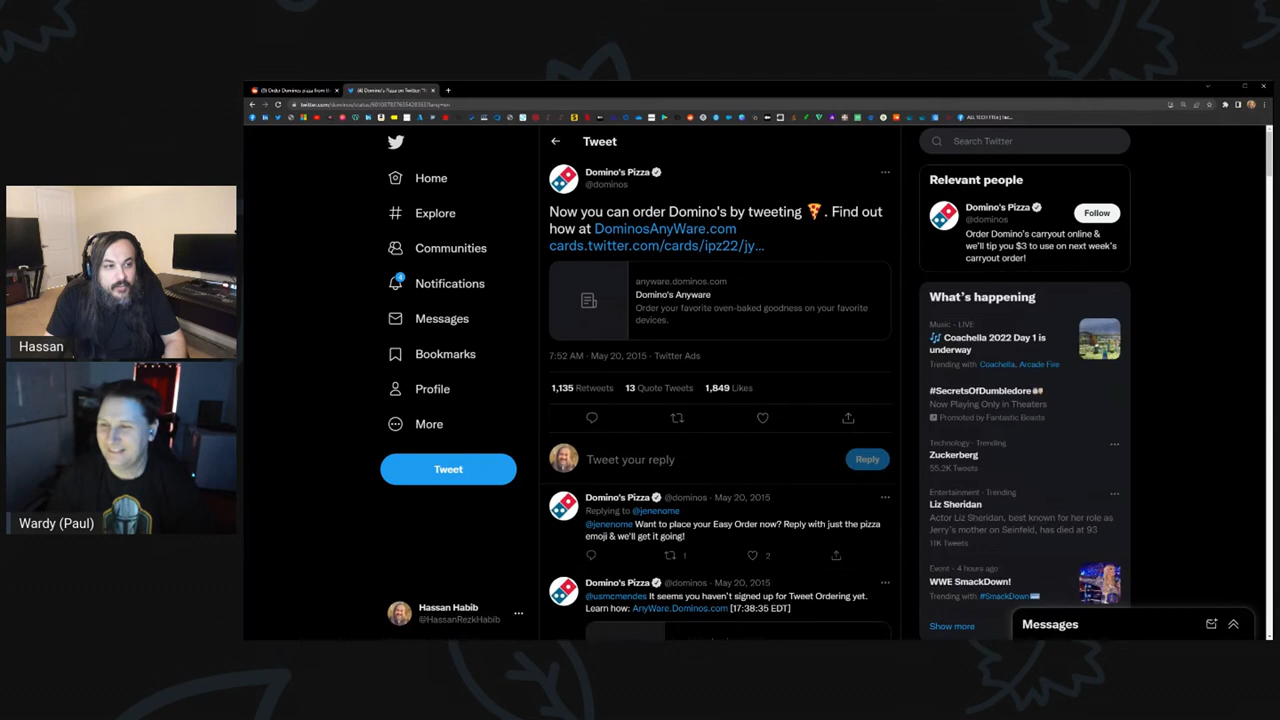 Hassan
Wardy (Paul)
Home
Explore
Communities
4
Notifications
Messages
Bookmarks
Profile
More
Tweet
Hassan Habib
@HassanRezkHabib
Tweet
Domino's Pizza
@dominos
Now you can order Domino's by tweeting 🍕. Find out
how at DominosAnyWare.com
cards.twitter.com/cards/ipz22/jy…
anyware.dominos.com
Domino's Anyware
Order your favorite oven-baked goodness on your favorite
devices.
7:52 AM · May 20, 2015 · Twitter Ads
1,135 Retweets 13 Quote Tweets 1,849 Likes
Tweet your reply
Reply
Domino's Pizza @dominos · May 20, 2015
Replying to @jenenome
@jenenome Want to place your Easy Order now? Reply with just the pizza
emoji & we'll get it going!
1 2
Domino's Pizza @dominos · May 20, 2015
@usmcmendes It seems you haven't signed up for Tweet Ordering yet.
Learn how: AnyWare.Dominos.com [17:38:35 EDT]
Search Twitter
Relevant people
Domino's Pizza
@dominos
Follow
Order Domino's carryout online &
we'll tip you $3 to use on next week's
carryout order!
What's happening
Music · LIVE
🎶 Coachella 2022 Day 1 is
underway
Trending with Coachella, Arcade Fire
#SecretsOfDumbledore
Now Playing Only in Theaters
Promoted by Fantastic Beasts
Technology · Trending
Zuckerberg
55.2K Tweets
Entertainment · Trending
Liz Sheridan
Actor Liz Sheridan, best known for her role as
Jerry's mother on Seinfeld, has died at 93
11K Tweets
Event · 4 hours ago
WWE SmackDown!
Trending with #SmackDown
Show more
Messages